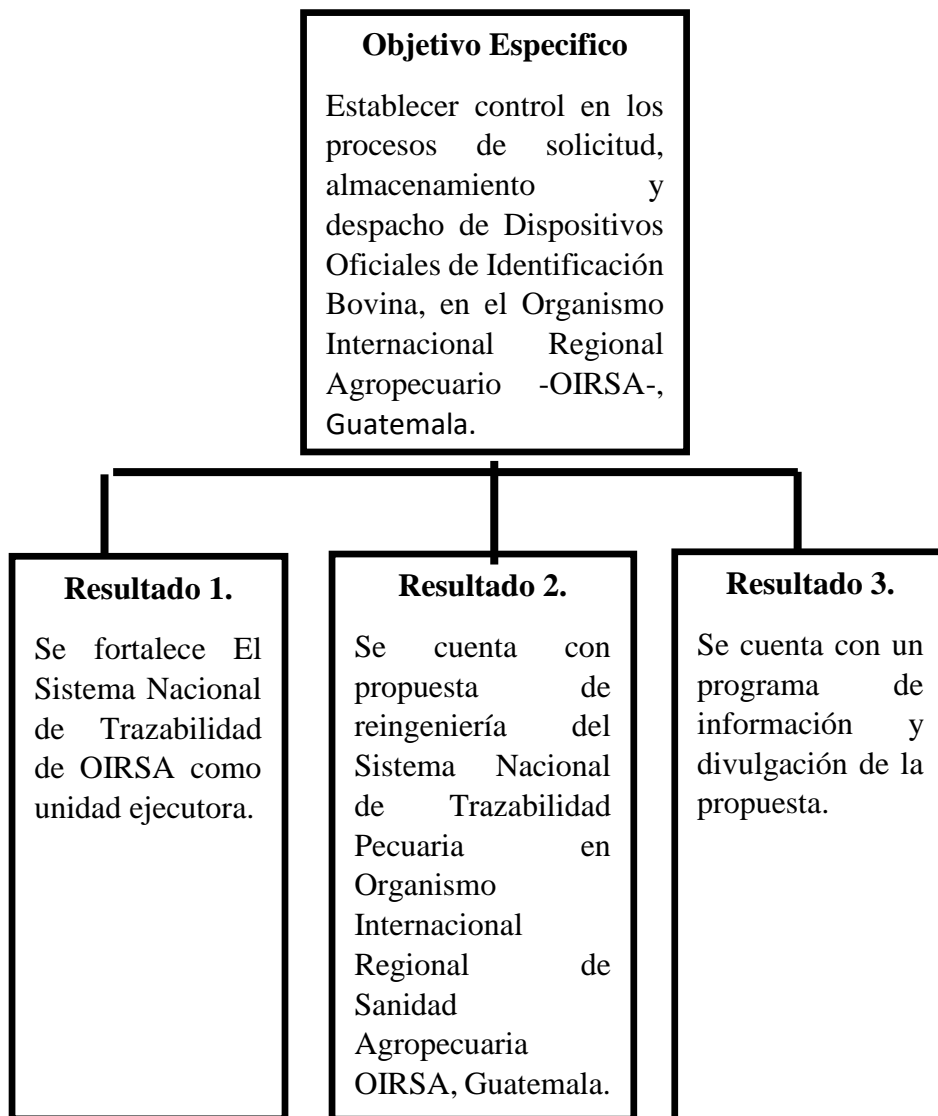 Objetivo Especifico
Establecer control en los
procesos de solicitud,
almacenamiento y
despacho de Dispositivos
Oficiales de Identificación
Bovina, en el Organismo
Internacional Regional
Agropecuario -OIRSA-,
Guatemala.
Resultado 1.
Se fortalece El
Sistema Nacional
de Trazabilidad
de OIRSA como
unidad ejecutora.
Resultado 2.
Se cuenta con
propuesta de
reingeniería del
Sistema Nacional
de Trazabilidad
Pecuaria en
Organismo
Internacional
Regional de
Sanidad
Agropecuaria
OIRSA, Guatemala.
Resultado 3.
Se cuenta con un
programa de
información y
divulgación de la
propuesta.